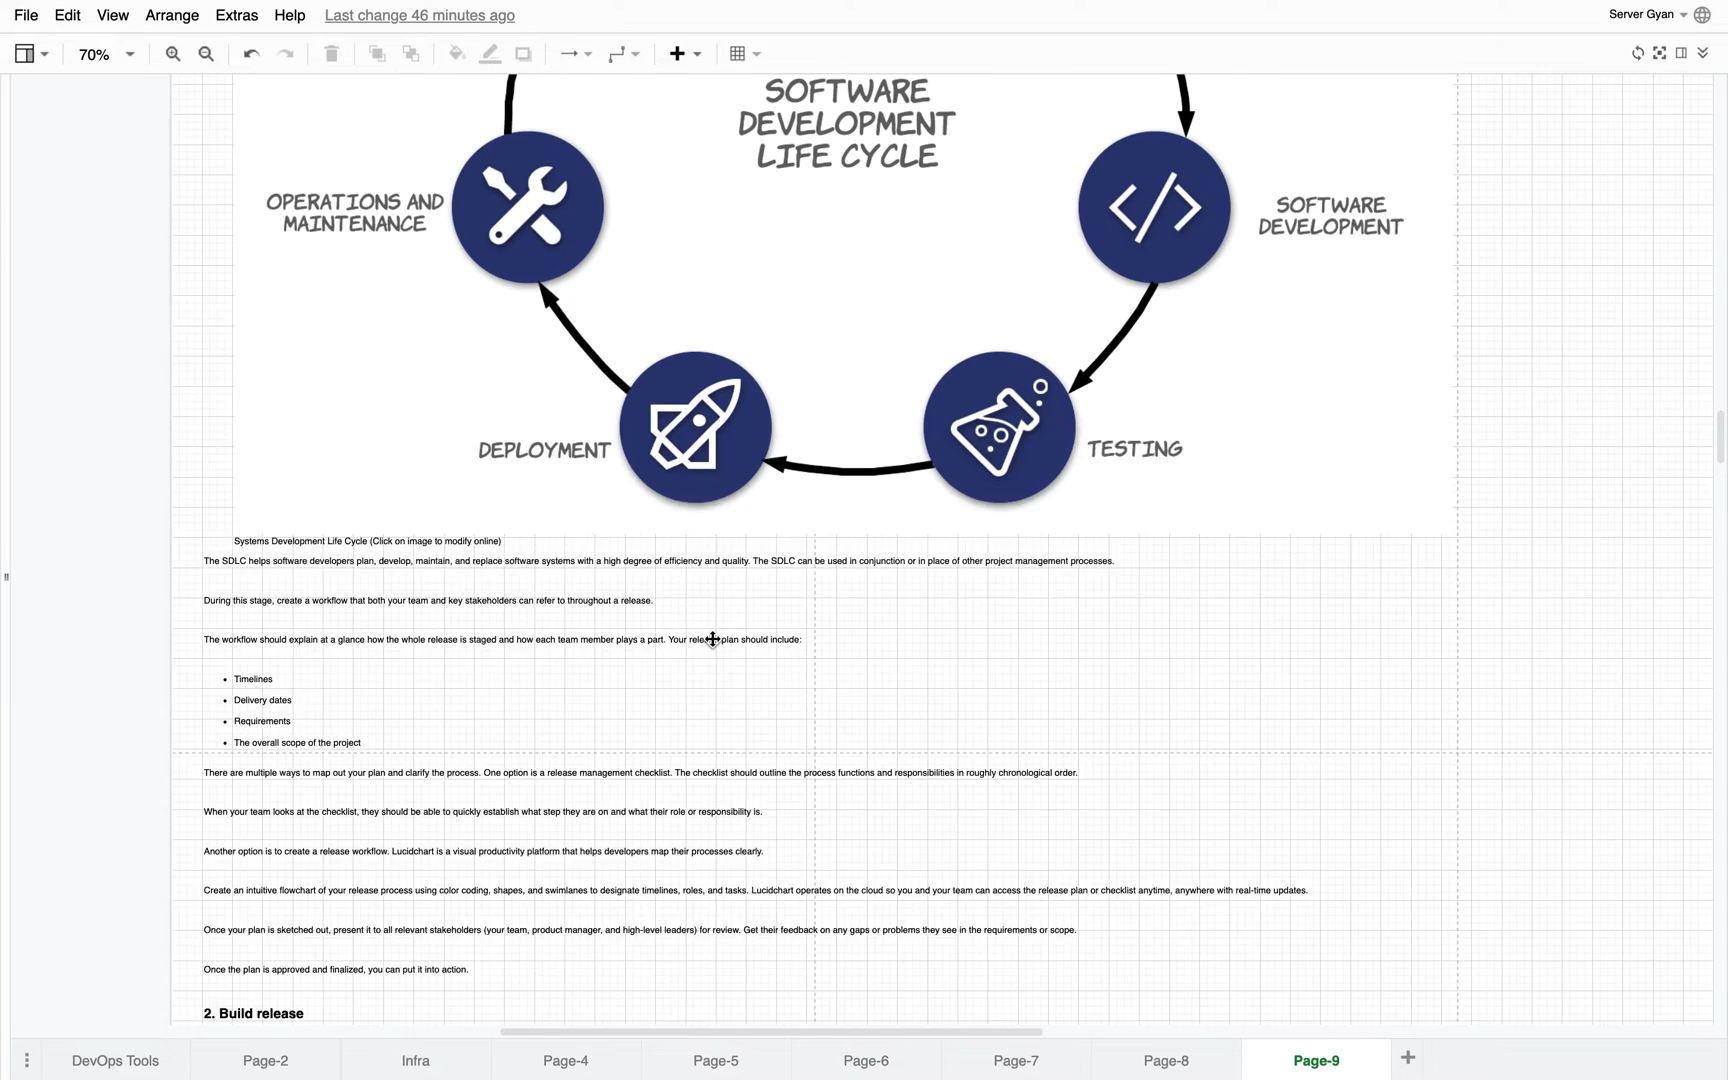 File Edit View Arrange Extras Help Last change 46 minutes ago Server Gyan
70%
SOFTWARE
DEVELOPMENT
LIFE CYCLE
OPERATIONS AND
MAINTENANCE
SOFTWARE
DEVELOPMENT
DEPLOYMENT
TESTING
Systems Development Life Cycle (Click on image to modify online)
The SDLC helps software developers plan, develop, maintain, and replace software systems with a high degree of efficiency and quality. The SDLC can be used in conjunction or in place of other project management processes.
During this stage, create a workflow that both your team and key stakeholders can refer to throughout a release.
The workflow should explain at a glance how the whole release is staged and how each team member plays a part. Your release plan should include:
• Timelines
• Delivery dates
• Requirements
• The overall scope of the project
There are multiple ways to map out your plan and clarify the process. One option is a release management checklist. The checklist should outline the process functions and responsibilities in roughly chronological order.
When your team looks at the checklist, they should be able to quickly establish what step they are on and what their role or responsibility is.
Another option is to create a release workflow. Lucidchart is a visual productivity platform that helps developers map their processes clearly.
Create an intuitive flowchart of your release process using color coding, shapes, and swimlanes to designate timelines, roles, and tasks. Lucidchart operates on the cloud so you and your team can access the release plan or checklist anytime, anywhere with real-time updates.
Once your plan is sketched out, present it to all relevant stakeholders (your team, product manager, and high-level leaders) for review. Get their feedback on any gaps or problems they see in the requirements or scope.
Once the plan is approved and finalized, you can put it into action.
2. Build release
DevOps Tools Page-2 Infra Page-4 Page-5 Page-6 Page-7 Page-8 Page-9